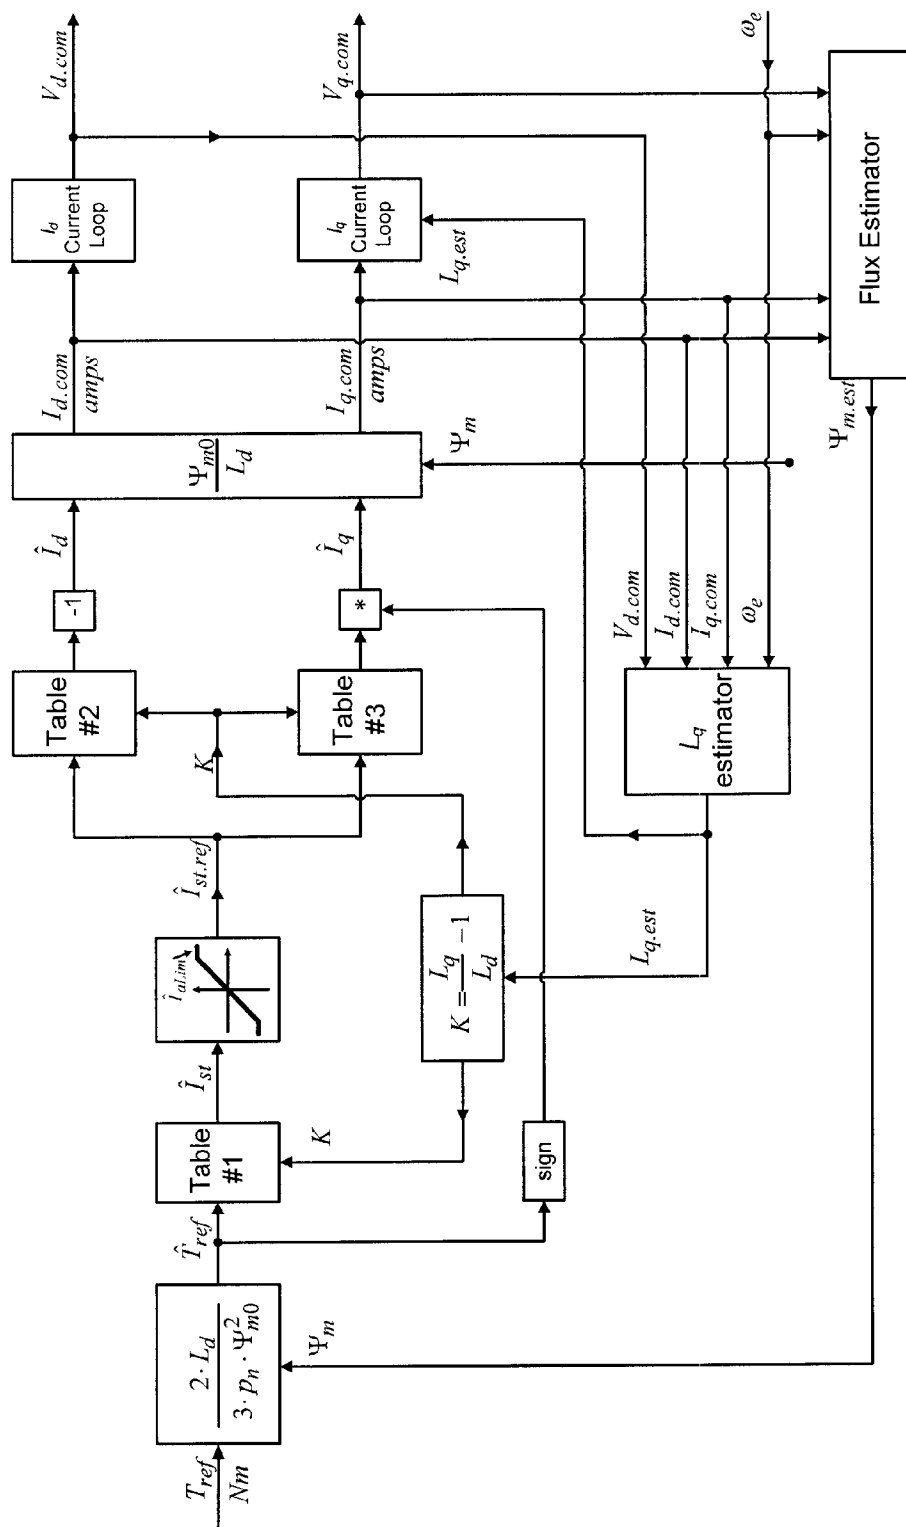 T_ref
Nm
2 · L_d
3 · p_n · Ψ_m0^2
Ψ_m
T̂_ref
Table
#1
K
sign
Î_st
Î_aLim
Î_st.ref
K = L_q / L_d − 1
K
Table
#2
Table
#3
-1
*
Î_d
Î_q
Ψ_m0
L_d
Ψ_m
I_d.com
amps
I_q.com
amps
I_d
Current
Loop
I_q
Current
Loop
L_q.est
V_d.com
V_q.com
ω_e
V_d.com
I_d.com
I_q.com
ω_e
L_q
estimator
L_q.est
Flux Estimator
Ψ_m.est